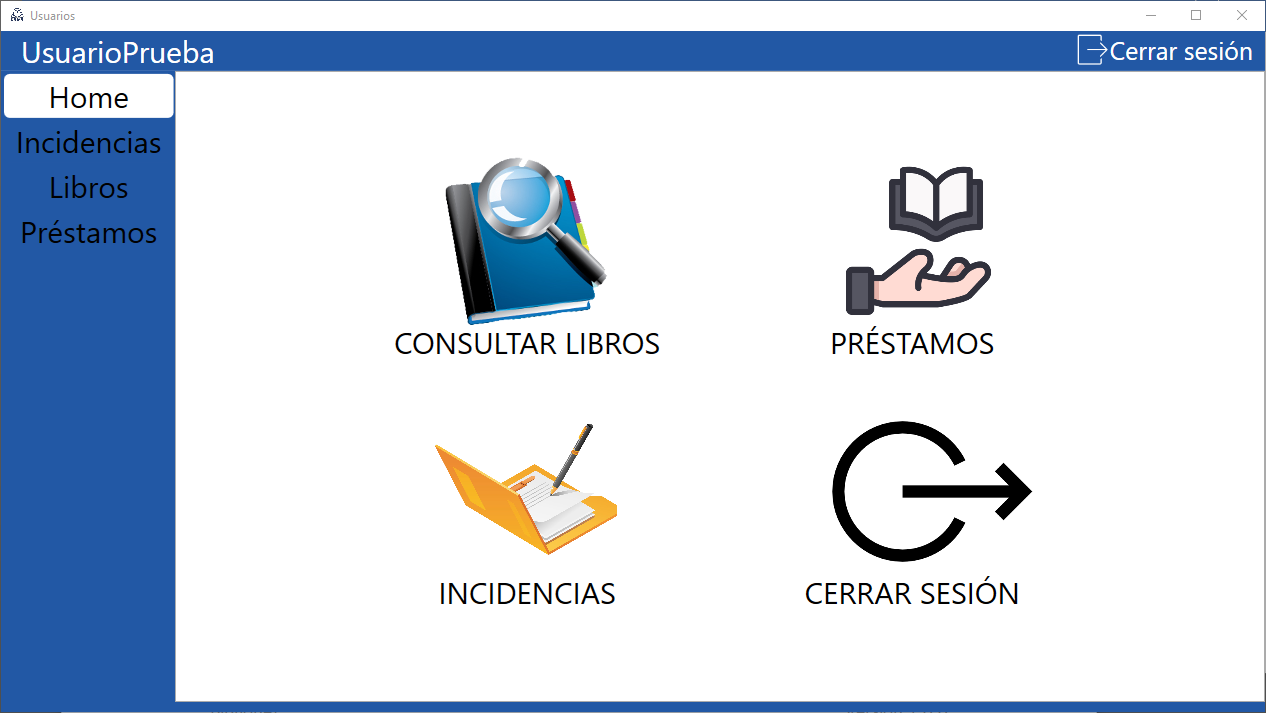 Usuarios
UsuarioPrueba
Cerrar sesión
Home
Incidencias
Libros
Préstamos
CONSULTAR LIBROS
PRÉSTAMOS
INCIDENCIAS
CERRAR SESIÓN